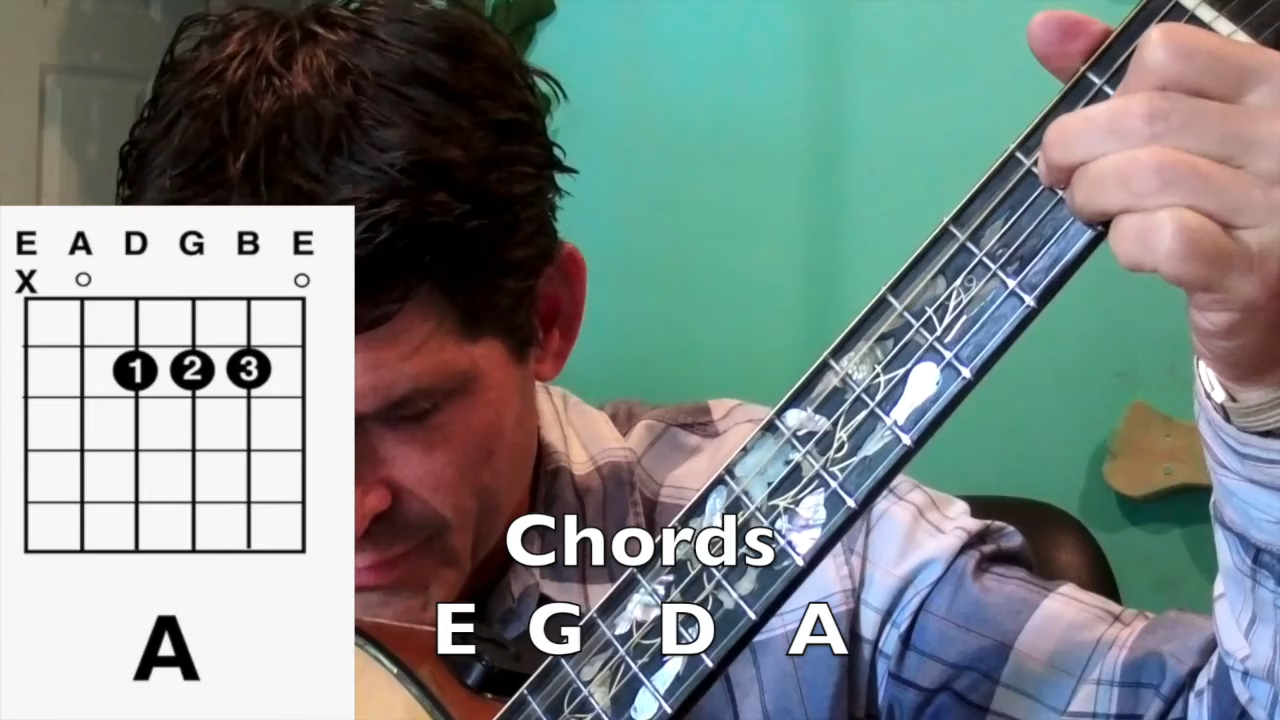 E A D G B E
X ○ ○
1 2 3
A
Chords
E G D A